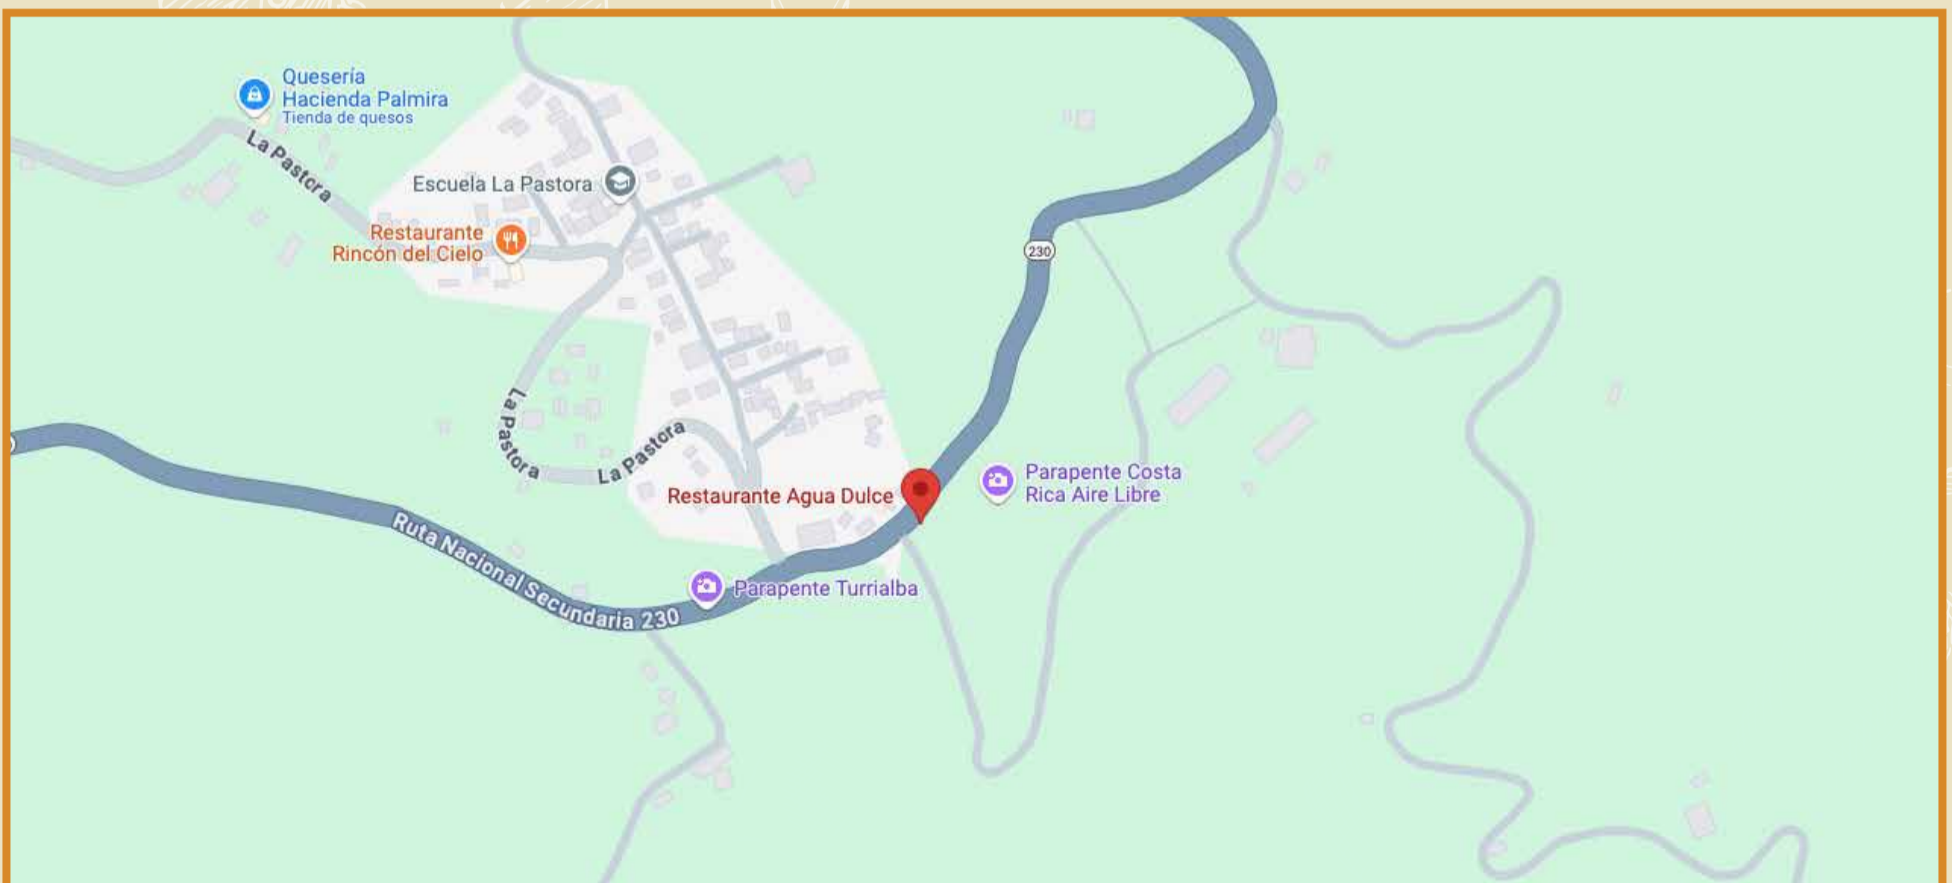 Quesería
Hacienda Palmira
Tienda de quesos
La Pastora
Escuela La Pastora
Restaurante
Rincón del Cielo
230
La Pastora
La Pastora
Restaurante Agua Dulce
Parapente Costa
Rica Aire Libre
Ruta Nacional Secundaria 230
Parapente Turrialba